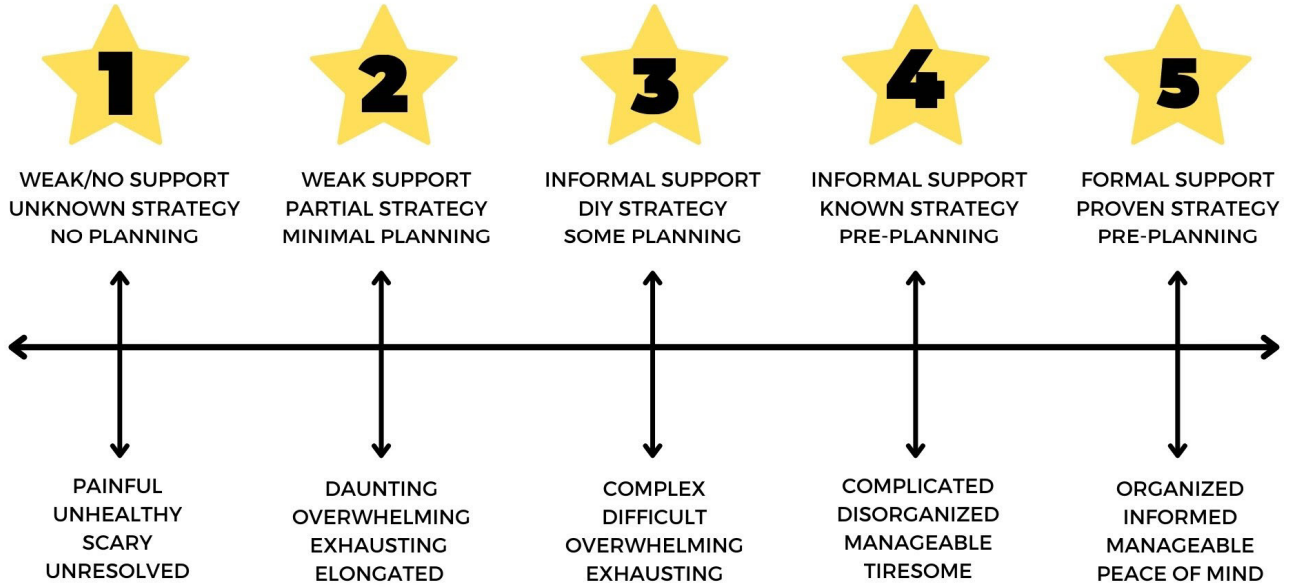 1
WEAK/NO SUPPORT
UNKNOWN STRATEGY
NO PLANNING
PAINFUL
UNHEALTHY
SCARY
UNRESOLVED
2
WEAK SUPPORT
PARTIAL STRATEGY
MINIMAL PLANNING
DAUNTING
OVERWHELMING
EXHAUSTING
ELONGATED
3
INFORMAL SUPPORT
DIY STRATEGY
SOME PLANNING
COMPLEX
DIFFICULT
OVERWHELMING
EXHAUSTING
4
INFORMAL SUPPORT
KNOWN STRATEGY
PRE-PLANNING
COMPLICATED
DISORGANIZED
MANAGEABLE
TIRESOME
5
FORMAL SUPPORT
PROVEN STRATEGY
PRE-PLANNING
ORGANIZED
INFORMED
MANAGEABLE
PEACE OF MIND